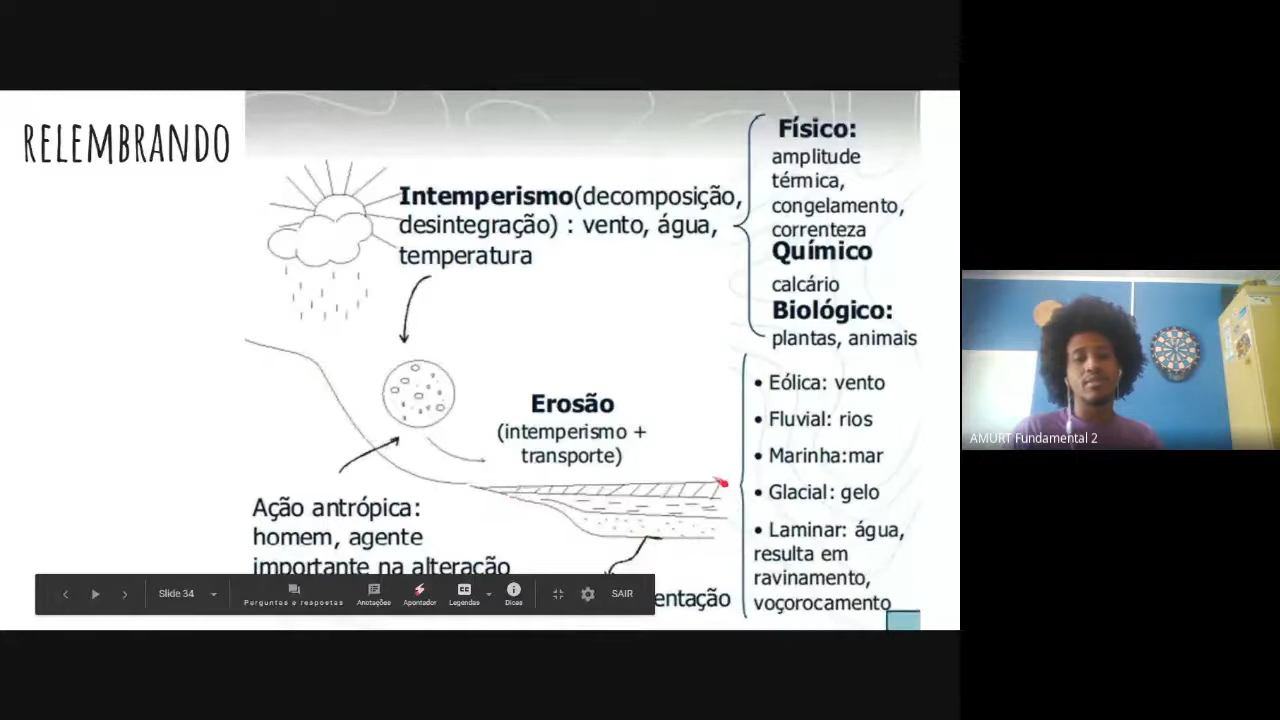 RELEMBRANDO
Intemperismo(decomposição,
desintegração) : vento, água,
temperatura
Físico:
amplitude
térmica,
congelamento,
correnteza
Químico
calcário
Biológico:
plantas, animais
Erosão
(intemperismo +
transporte)
• Eólica: vento
• Fluvial: rios
• Marinha:mar
• Glacial: gelo
• Laminar: água,
resulta em
ravinamento,
voçorocamento
Ação antrópica:
homem, agente
importante na alteração
entação
Slide 34
Perguntas e respostas
Anotações
Apontador
CC
Legendas
Dicas
SAIR
AMURT Fundamental 2